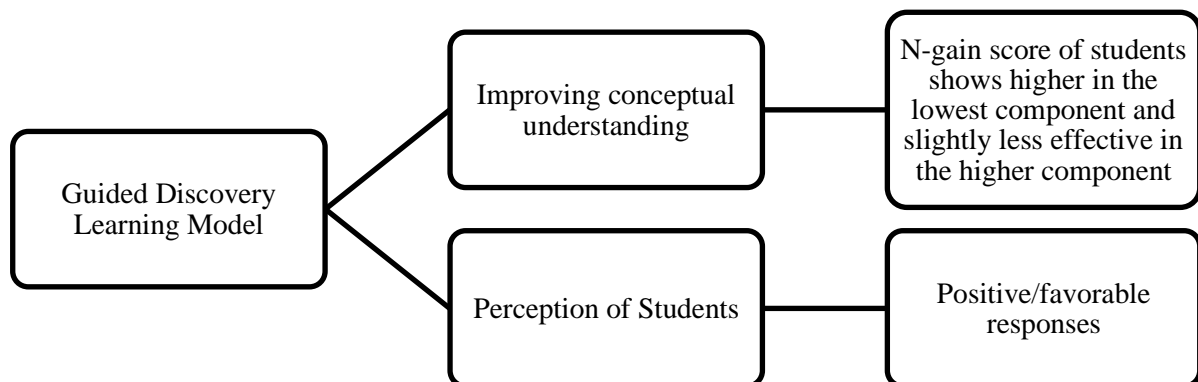 Guided Discovery
Learning Model
Improving conceptual
understanding
N-gain score of students
shows higher in the
lowest component and
slightly less effective in
the higher component
Perception of Students
Positive/favorable
responses